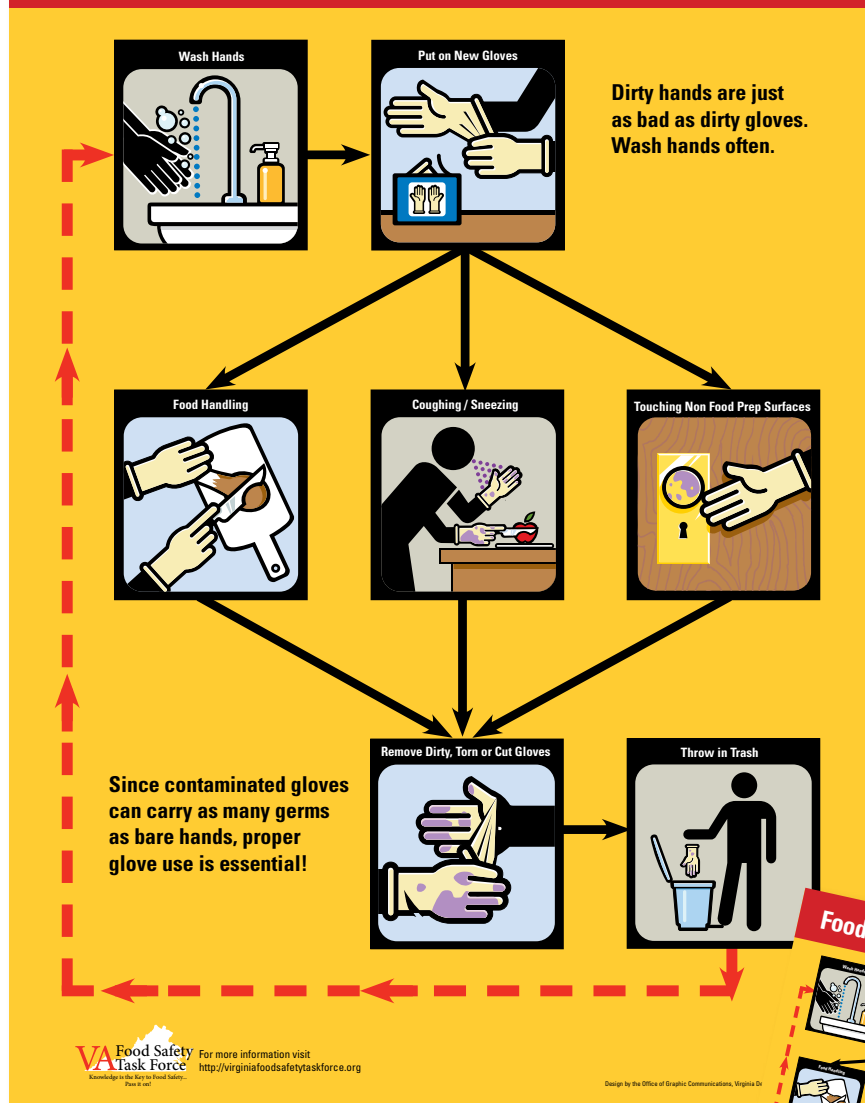 Wash Hands
Put on New Gloves
Dirty hands are just
as bad as dirty gloves.
Wash hands often.
Food Handling
Coughing / Sneezing
Touching Non Food Prep Surfaces
Since contaminated gloves
can carry as many germs
as bare hands, proper
glove use is essential!
Remove Dirty, Torn or Cut Gloves
Throw in Trash
VA Food Safety
Task Force
Knowledge is the Key to Food Safety...
Pass it on!
For more information visit
http://virginiafoodsafetytaskforce.org
Design by the Office of Graphic Communications, Virginia
Food
Wash
Food Handling